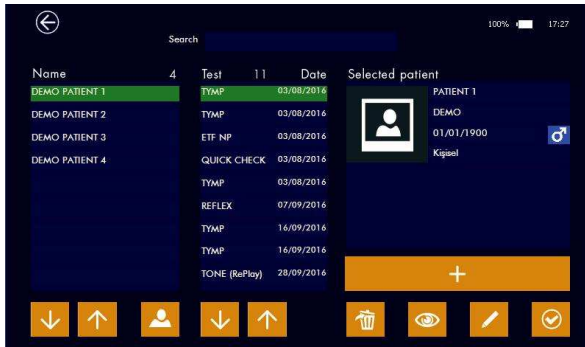 100% 17:27
Search
Name 4 Test 11 Date Selected patient
DEMO PATIENT 1 TYMP 03/08/2016 PATIENT 1
DEMO PATIENT 2 TYMP 03/08/2016 DEMO
DEMO PATIENT 3 ETF NP 03/08/2016 01/01/1900
DEMO PATIENT 4 QUICK CHECK 03/08/2016 Kişisel
TYMP 03/08/2016
REFLEX 07/09/2016
TYMP 16/09/2016
TYMP 16/09/2016
TONE (RePlay) 28/09/2016
+